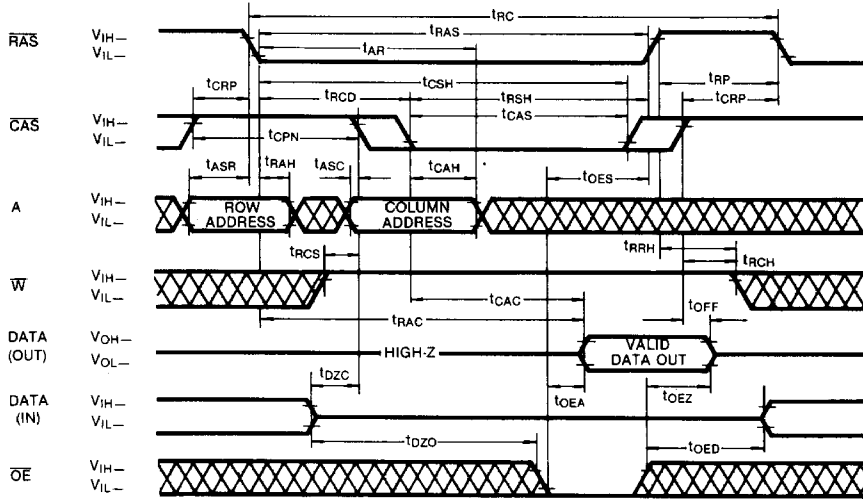 tRC
RAS VIH— VIL—
tRAS
tAR
tCSH
tCRP tRCD tRSH tRP tCRP
CAS VIH— VIL—
tCPN tCAS
tASR tRAH tASC tCAH tOES
A VIH— VIL—
ROW ADDRESS
COLUMN ADDRESS
tRCS tRRH tRCH
W VIH— VIL—
tCAC tOFF
tRAC
DATA (OUT) VOH— VOL—
HIGH-Z
VALID DATA OUT
tDZC tOEA tOEZ
DATA (IN) VIH— VIL—
tDZO tOED
OE VIH— VIL—